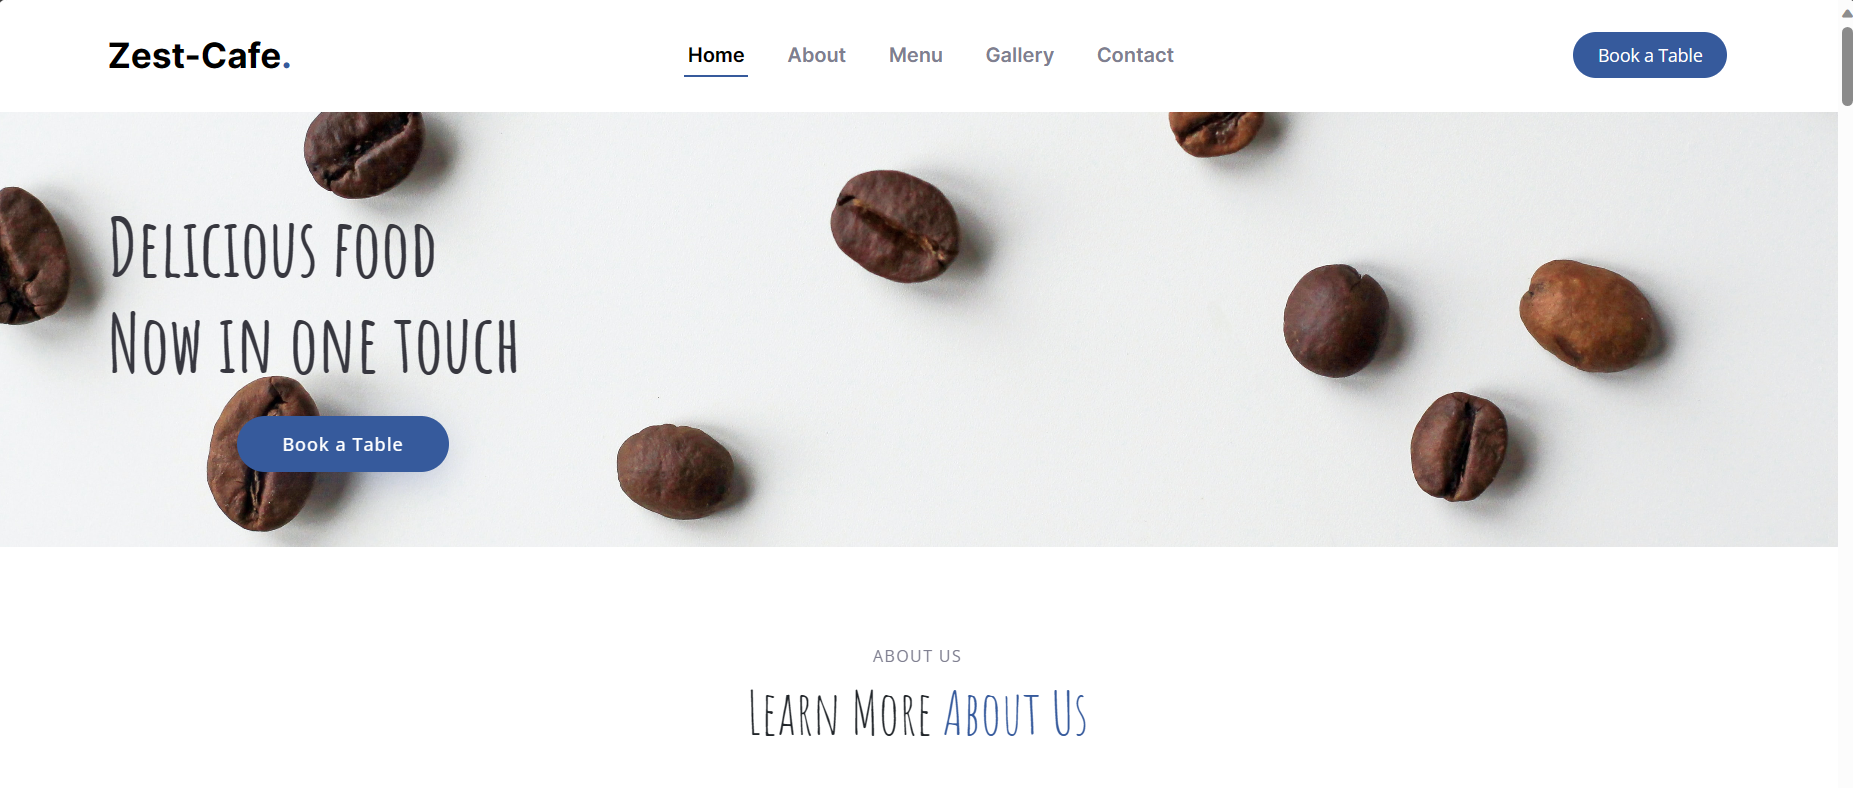 Zest-Cafe.
Home About Menu Gallery Contact
Book a Table
Delicious food
Now in one touch
Book a Table
ABOUT US
Learn More About Us